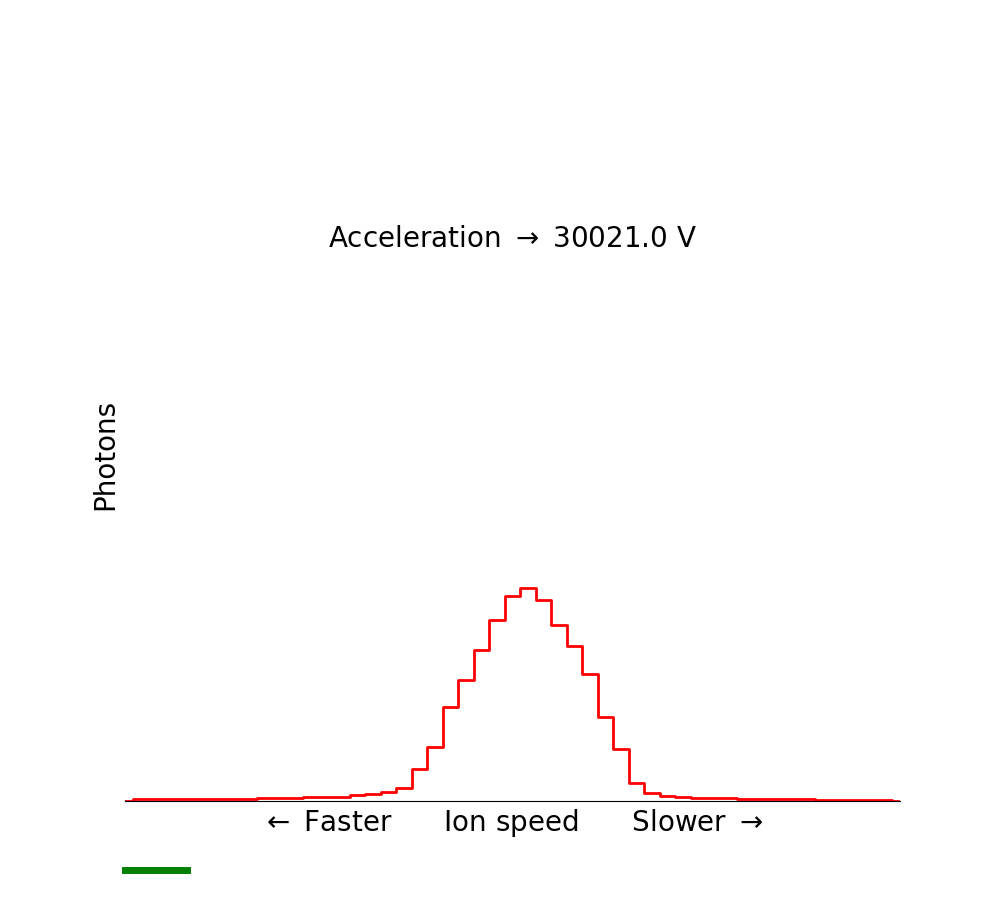 Acceleration → 30021.0 V
Photons
← Faster Ion speed Slower →